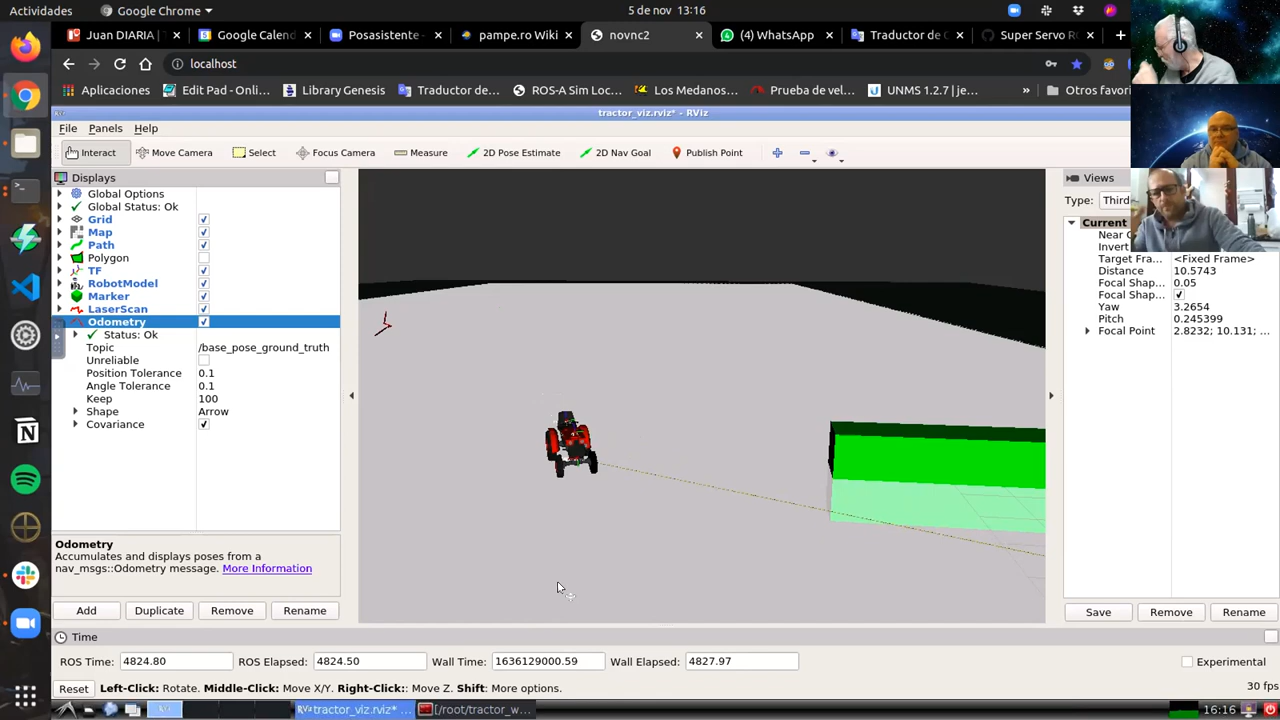 Actividades
Google Chrome
5 de nov 13:16
Juan DIARIA |
Google Calend
Posasistente -
pampe.ro Wiki
novnc2
(4) WhatsApp
Traductor de G
Super Servo R
localhost
Aplicaciones
Edit Pad - Onli...
Library Genesis
Traductor de...
ROS-A Sim Loc...
Los Medanos...
Prueba de vel...
UNMS 1.2.7 | je...
»
Otros favori
tractor_viz.rviz* - RViz
File
Panels
Help
Interact
Move Camera
Select
Focus Camera
Measure
2D Pose Estimate
2D Nav Goal
Publish Point
Displays
Global Options
Global Status: Ok
Grid
Map
Path
Polygon
TF
RobotModel
Marker
LaserScan
Odometry
Status: Ok
Topic /base_pose_ground_truth
Unreliable
Position Tolerance 0.1
Angle Tolerance 0.1
Keep 100
Shape Arrow
Covariance
Odometry
Accumulates and displays poses from a
nav_msgs::Odometry message. More Information
Add
Duplicate
Remove
Rename
Views
Type: Third
Current
Near C
Invert
Target Fra... <Fixed Frame>
Distance 10.5743
Focal Shap... 0.05
Focal Shap...
Yaw 3.2654
Pitch 0.245399
Focal Point 2.8232; 10.131; ...
Save
Remove
Rename
Time
ROS Time: 4824.80
ROS Elapsed: 4824.50
Wall Time: 1636129000.59
Wall Elapsed: 4827.97
Experimental
Reset
Left-Click: Rotate. Middle-Click: Move X/Y. Right-Click:: Move Z. Shift: More options.
30 fps
tractor_viz.rviz* ...
[/root/tractor_w...
16:16